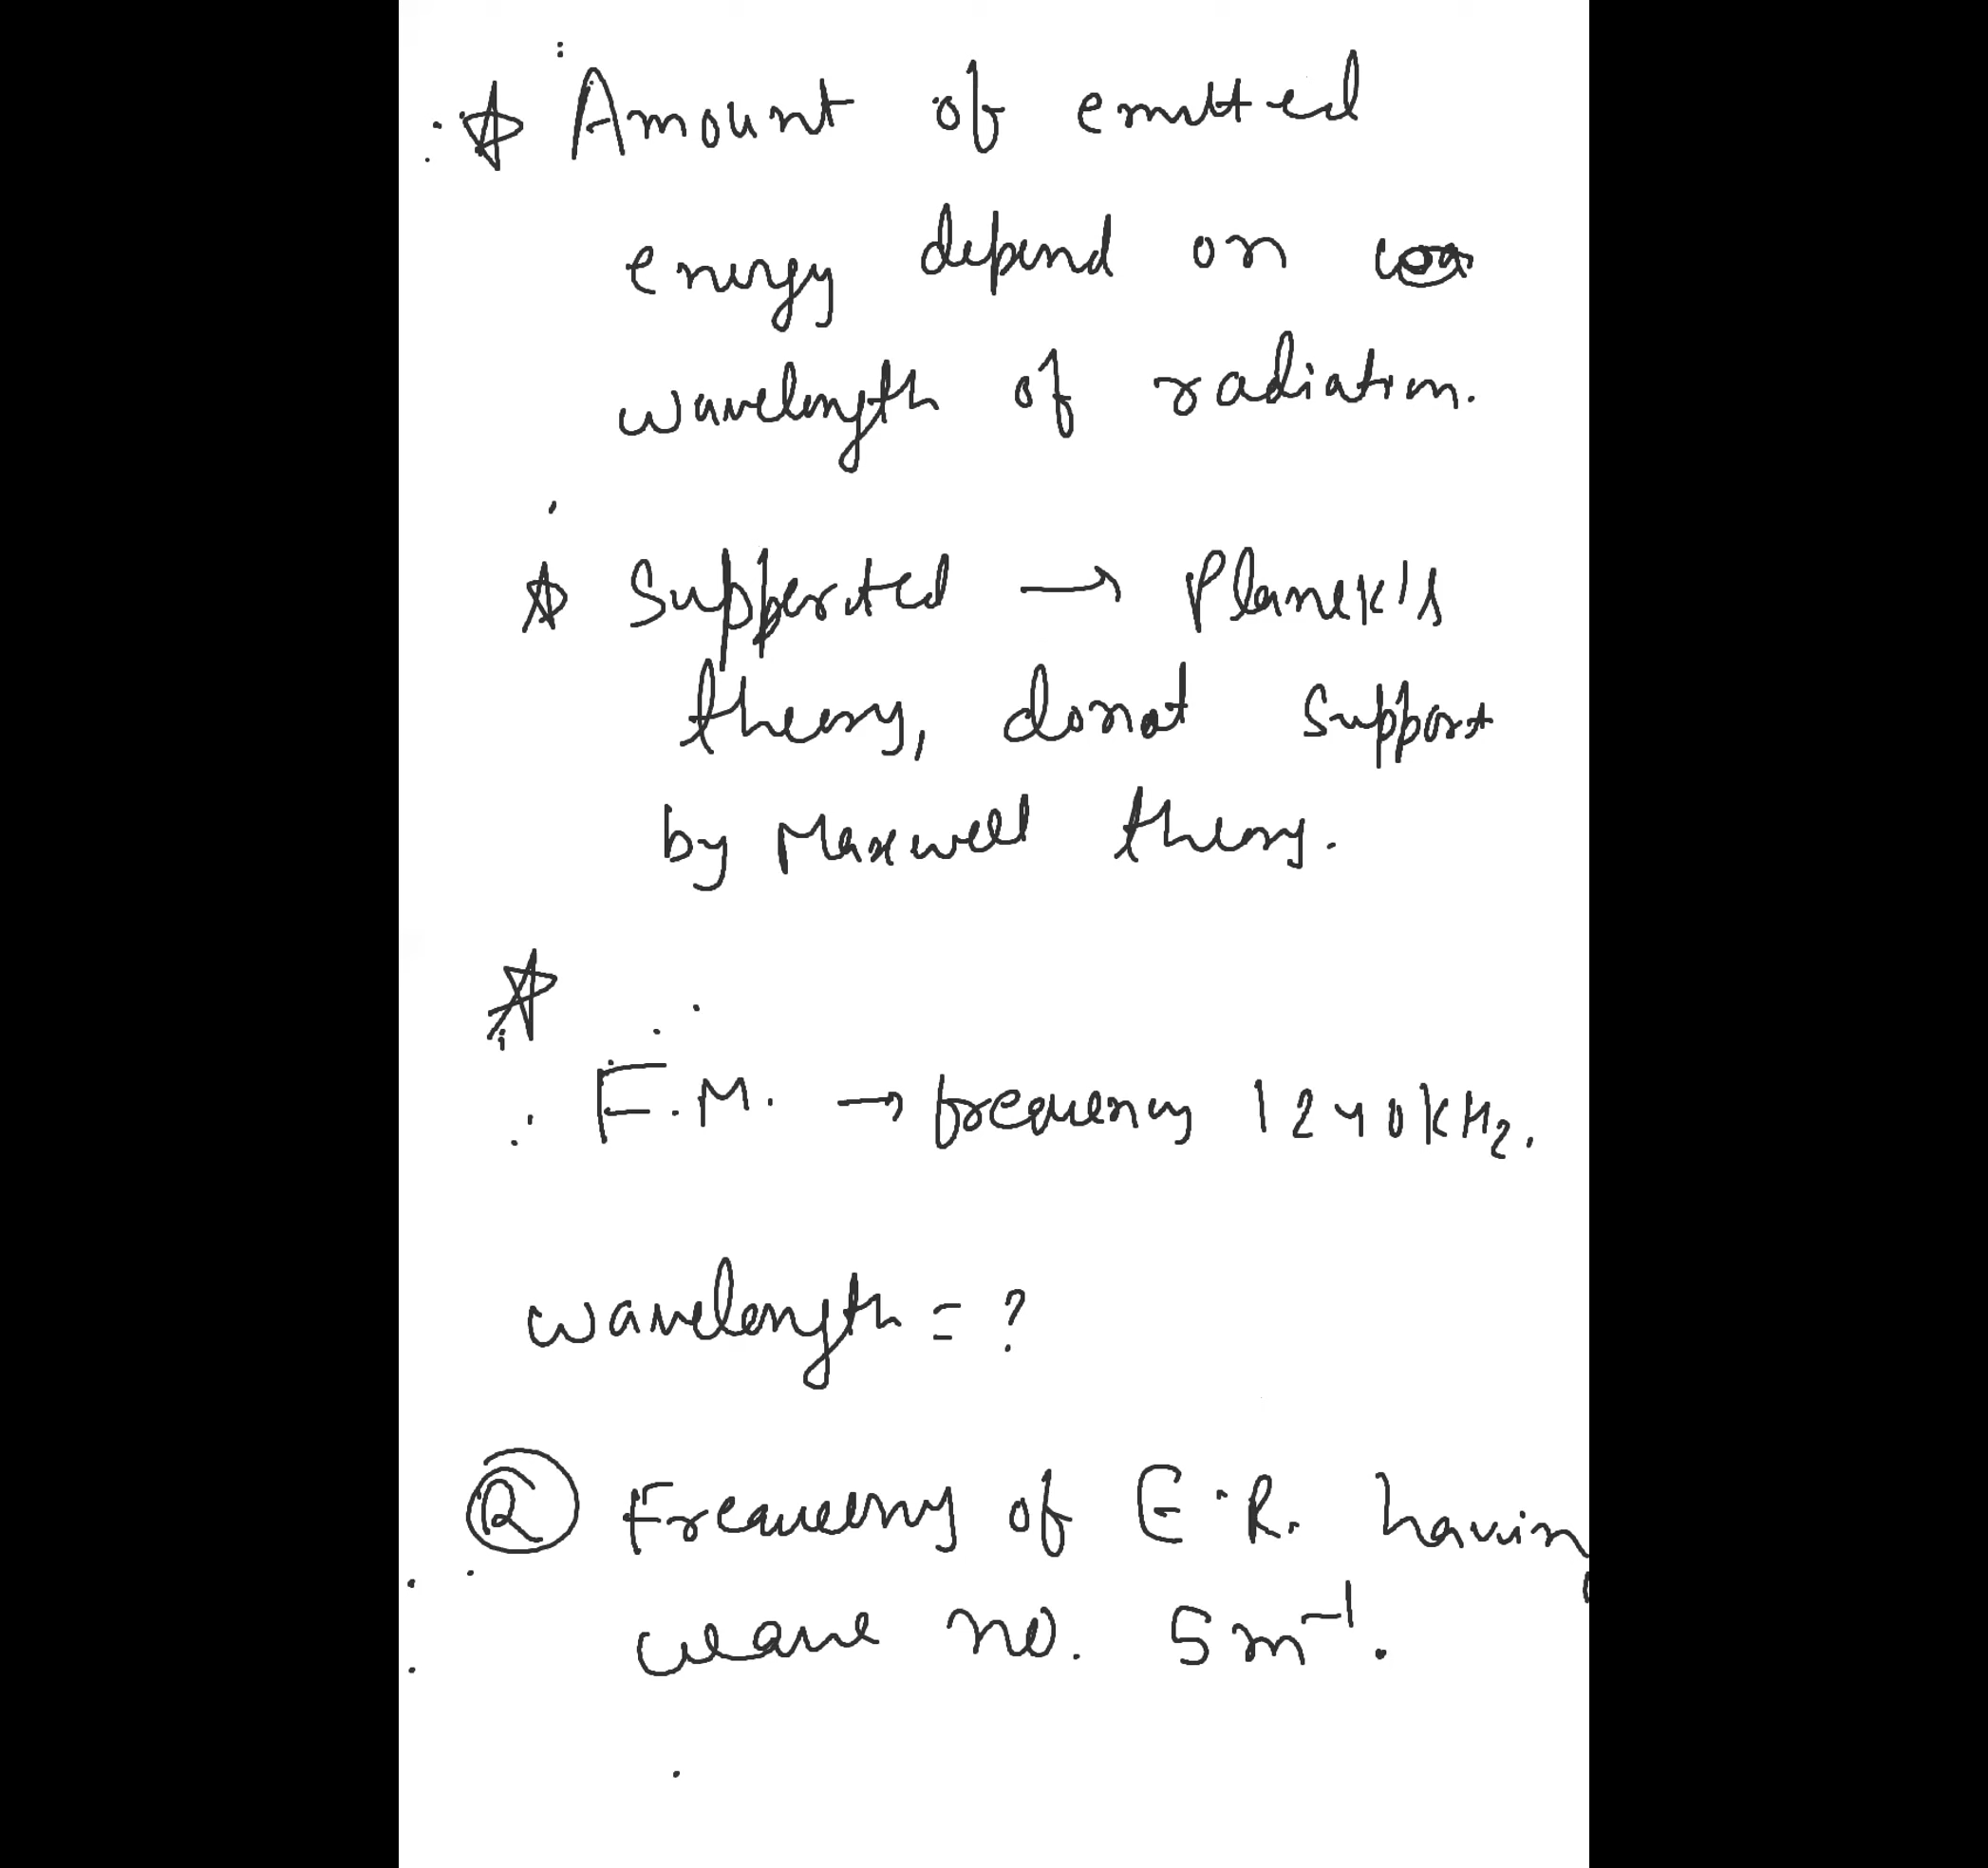 Amount of emitted
energy depend on
wavelength of radiation.
Supported → Planck's
theory, donot support
by Maxwell theory.
F.M. → frequency 1240 kHz.
wavelength = ?
Q Frequency of E.R. having
wave no. 5 m⁻¹.